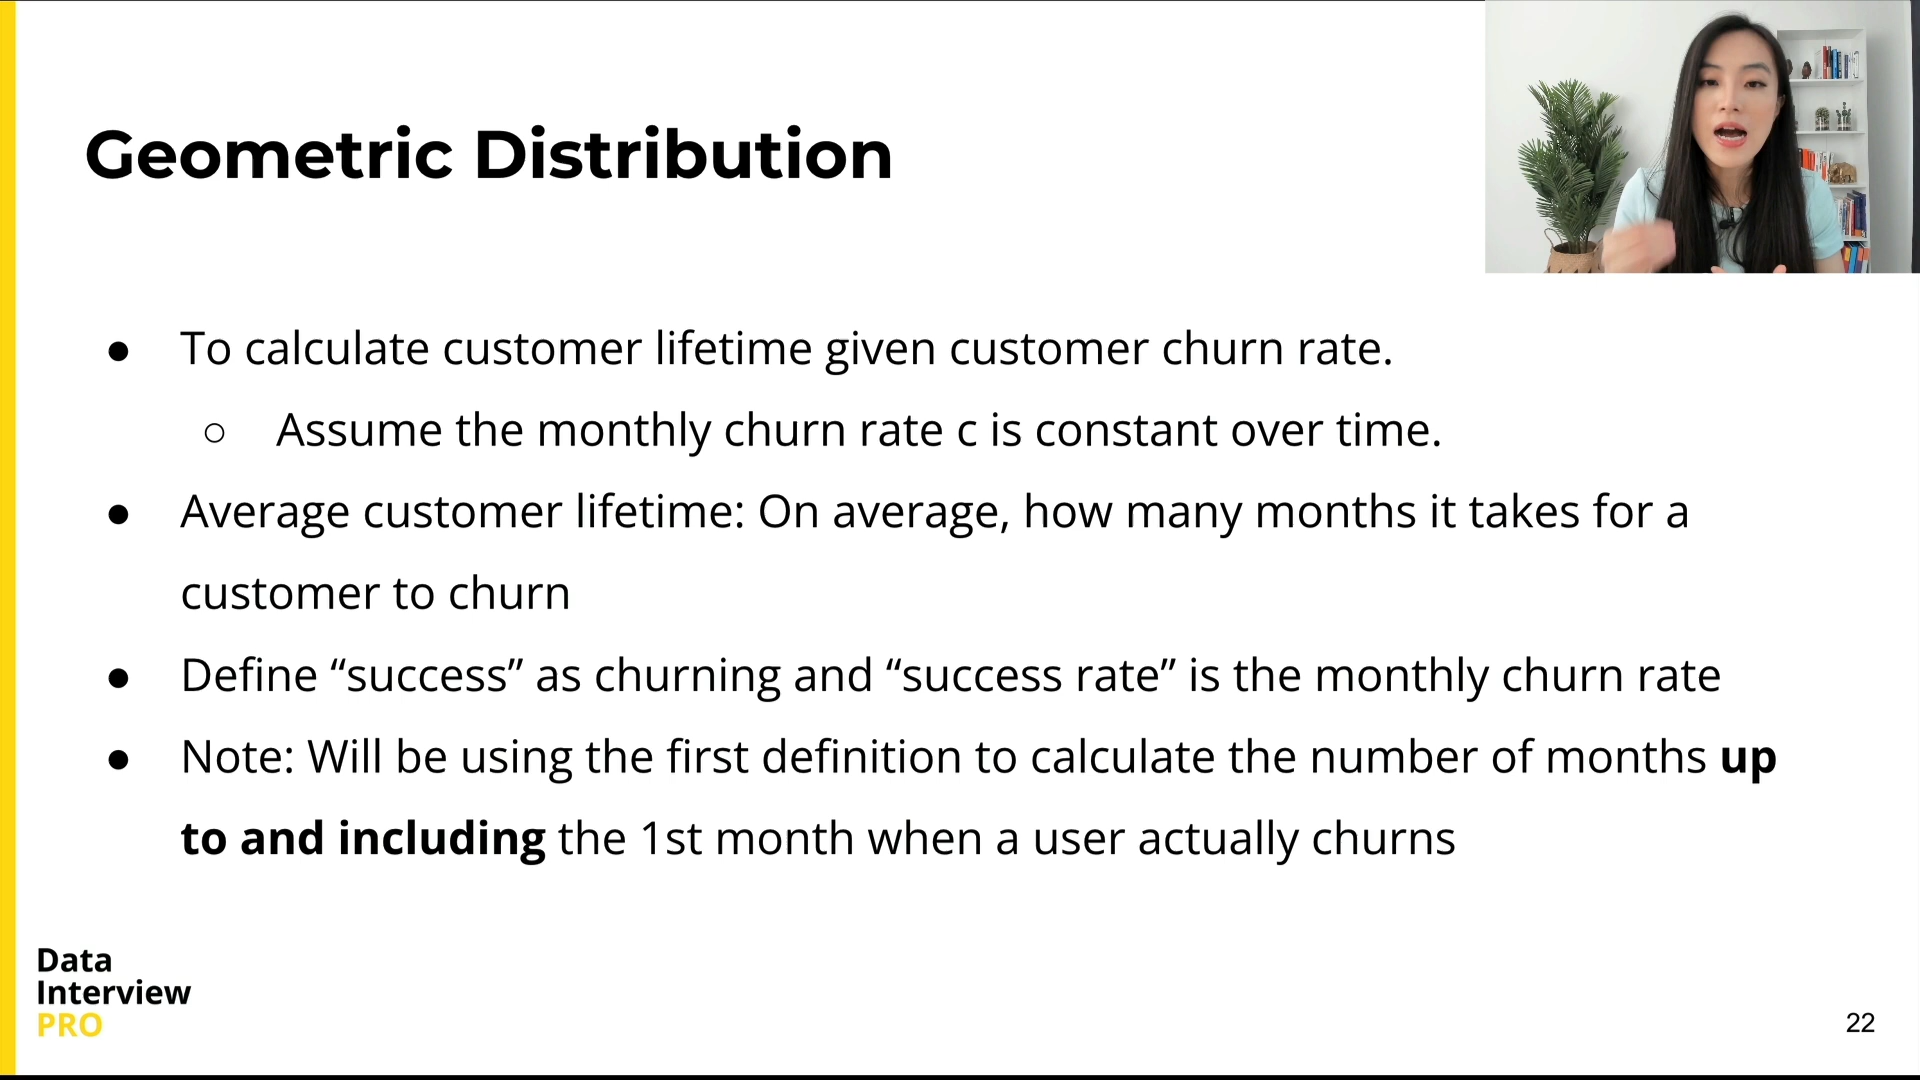 Geometric Distribution
● To calculate customer lifetime given customer churn rate.
○ Assume the monthly churn rate c is constant over time.
● Average customer lifetime: On average, how many months it takes for a
customer to churn
● Define “success” as churning and “success rate” is the monthly churn rate
● Note: Will be using the first definition to calculate the number of months up
to and including the 1st month when a user actually churns
Data
Interview
PRO
22